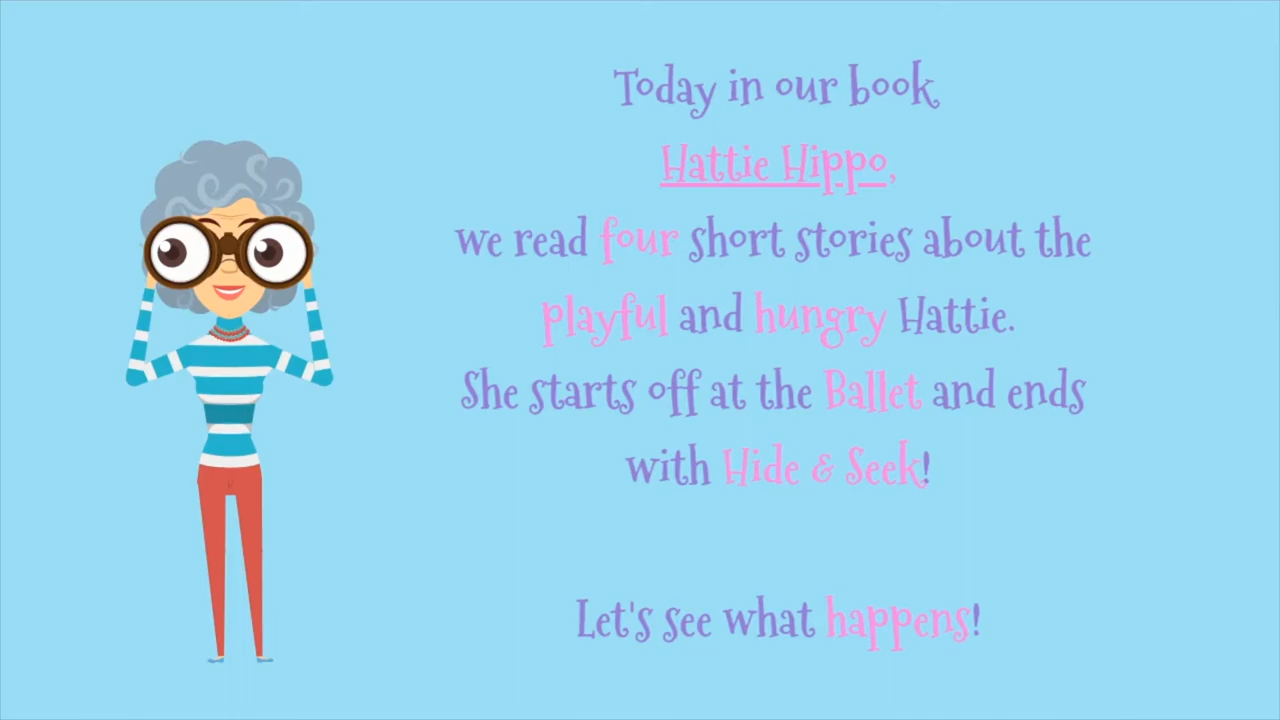 Today in our book
Hattie Hippo,
we read four short stories about the
playful and hungry Hattie.
She starts off at the Ballet and ends
with Hide & Seek!
Let's see what happens!